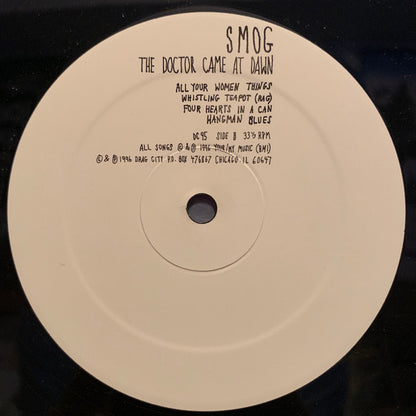 SMOG
THE DOCTOR CAME AT DAWN
ALL YOUR WOMEN THINGS
WHISTLING TEAPOT (RAG)
FOUR HEARTS IN A CAN
HANGMAN BLUES
DC95 SIDE B 33⅓ RPM
ALL SONGS © & ℗ 1996 YOUR/MY MUSIC (BMI)
© & ℗ 1996 DRAG CITY P.O. BOX 476867 CHICAGO IL 60647